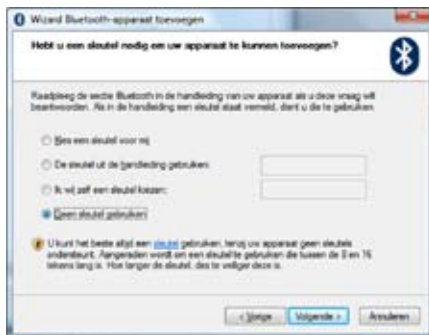 Wizard Bluetooth-apparaat toevoegen
Hebt u een sleutel nodig om uw apparaat te kunnen toevoegen?
Raadpleeg de sectie Bluetooth in de handleiding van uw apparaat als u deze vraag wilt
beantwoorden. Als in de handleiding een sleutel staat vermeld, dient u die te gebruiken.
Kies een sleutel voor mij
De sleutel uit de handleiding gebruiken:
Ik wil zelf een sleutel kiezen:
Geen sleutel gebruiken
U kunt het beste altijd een sleutel gebruiken, tenzij uw apparaat geen sleutels
ondersteunt. Aangeraden wordt om een sleutel te gebruiken die tussen de 8 en 16
tekens lang is. Hoe langer de sleutel, des te veiliger deze is.
< Vorige Volgende > Annuleren